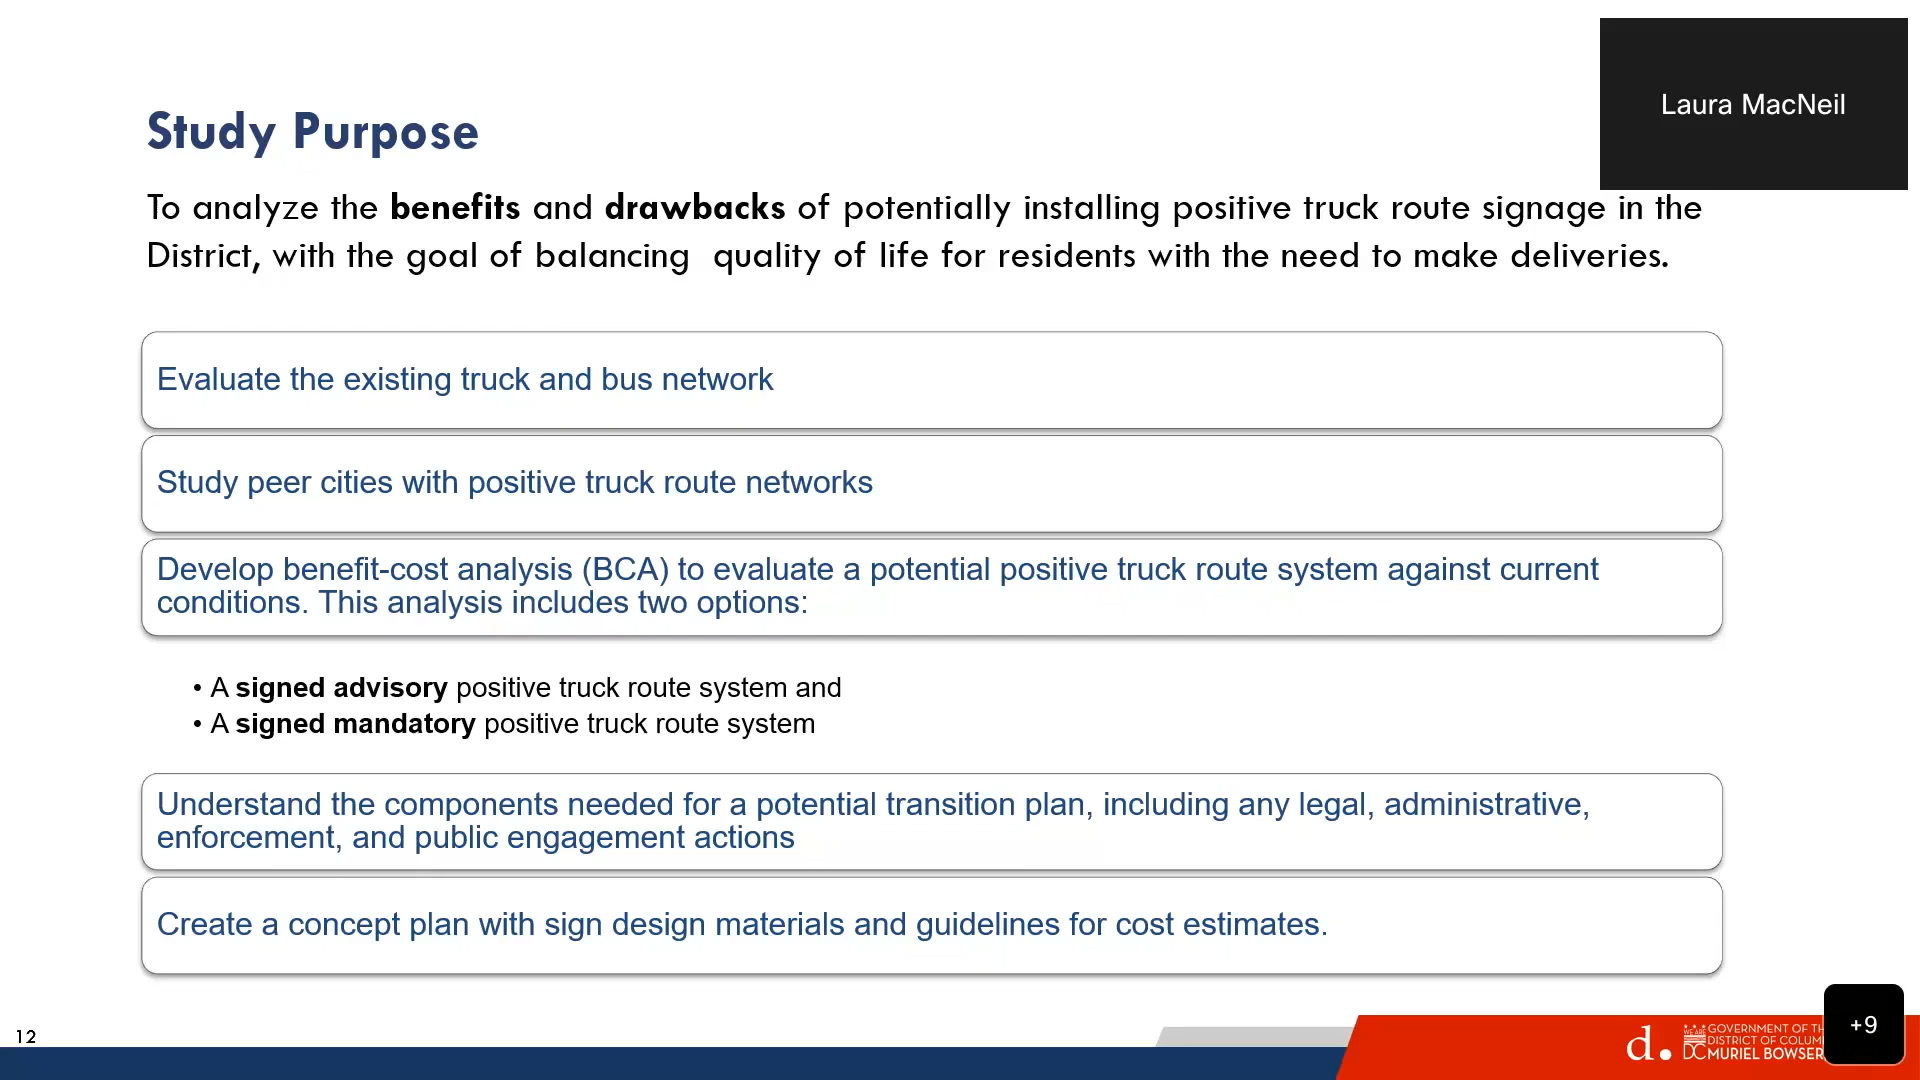 Laura MacNeil
Study Purpose
To analyze the benefits and drawbacks of potentially installing positive truck route signage in the
District, with the goal of balancing quality of life for residents with the need to make deliveries.
Evaluate the existing truck and bus network
Study peer cities with positive truck route networks
Develop benefit-cost analysis (BCA) to evaluate a potential positive truck route system against current
conditions. This analysis includes two options:
• A signed advisory positive truck route system and
• A signed mandatory positive truck route system
Understand the components needed for a potential transition plan, including any legal, administrative,
enforcement, and public engagement actions
Create a concept plan with sign design materials and guidelines for cost estimates.
12
d.
WE ARE
DC
GOVERNMENT OF
DISTRICT OF
MURIEL BOWSER
+9